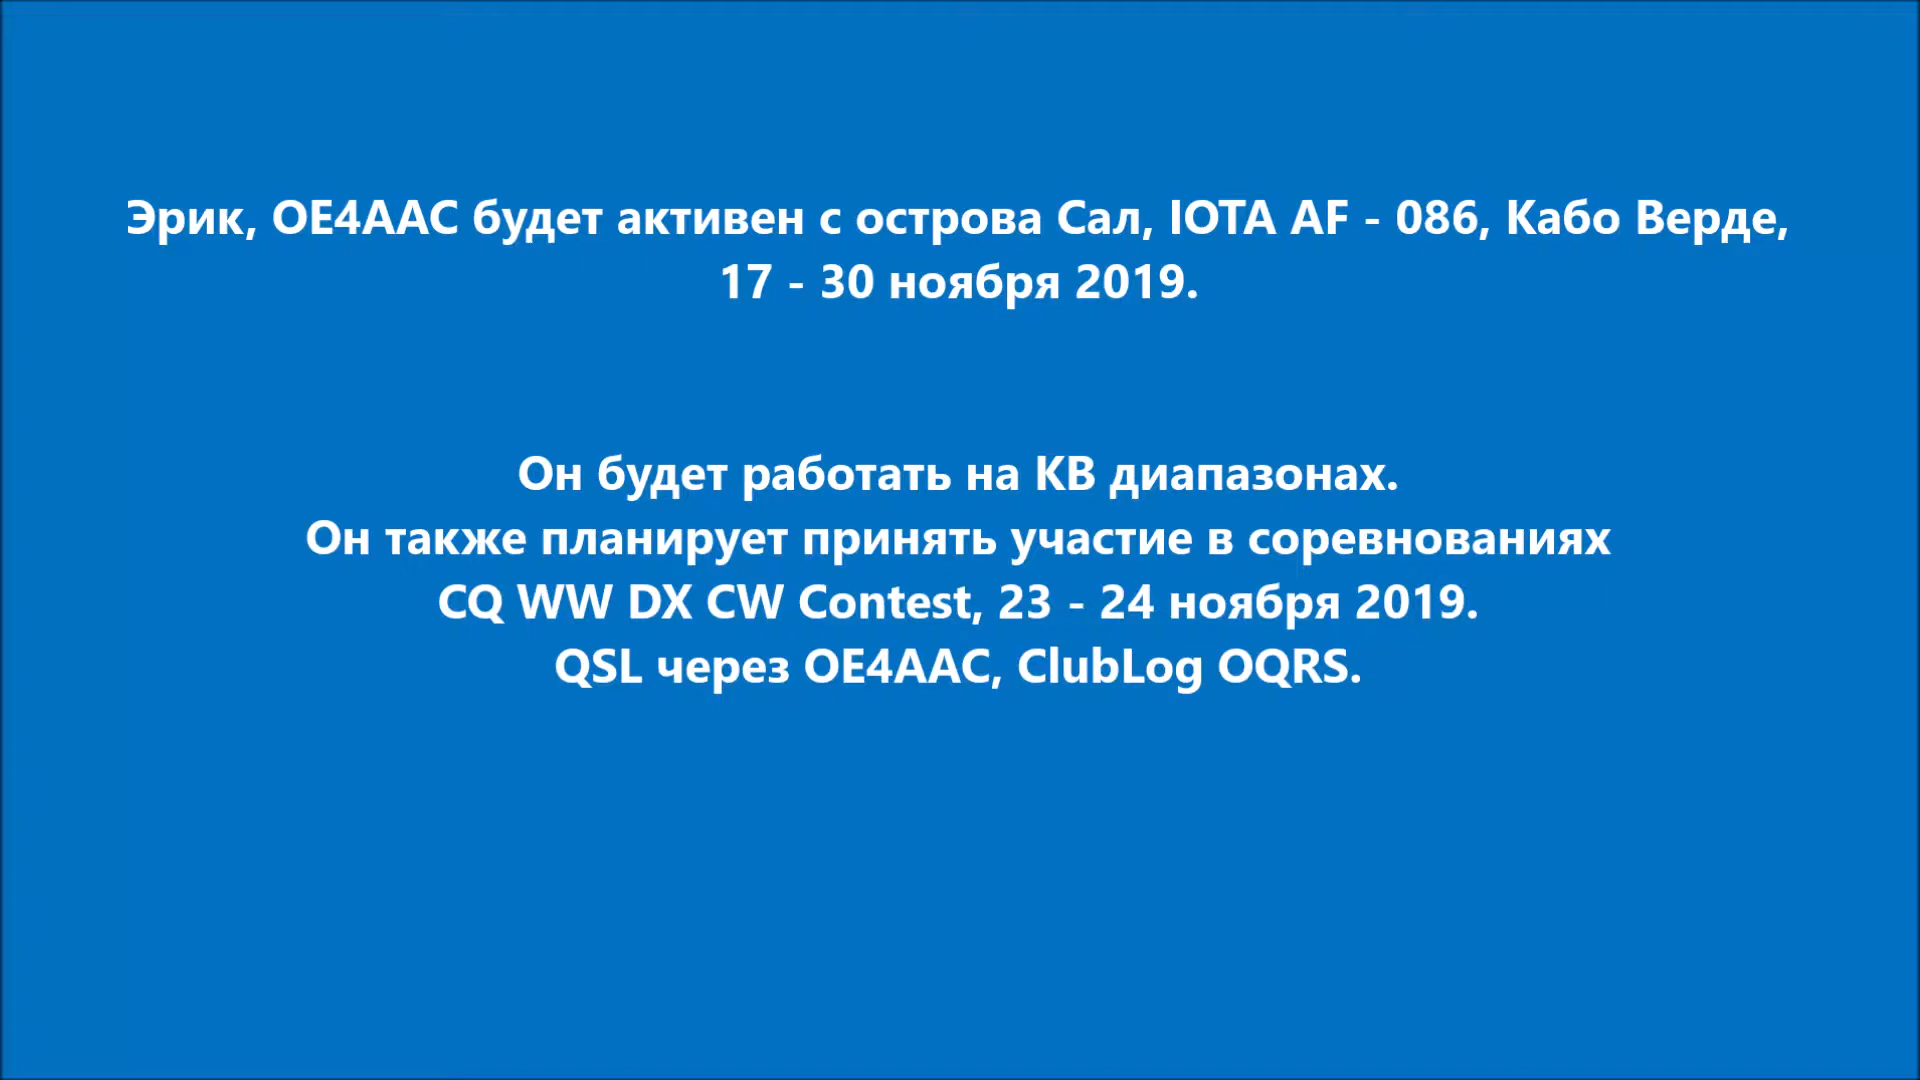 Эрик, OE4AAC будет активен с острова Сал, IOTA AF - 086, Кабо Верде,
17 - 30 ноября 2019.
Он будет работать на КВ диапазонах.
Он также планирует принять участие в соревнованиях
CQ WW DX CW Contest, 23 - 24 ноября 2019.
QSL через OE4AAC, ClubLog OQRS.